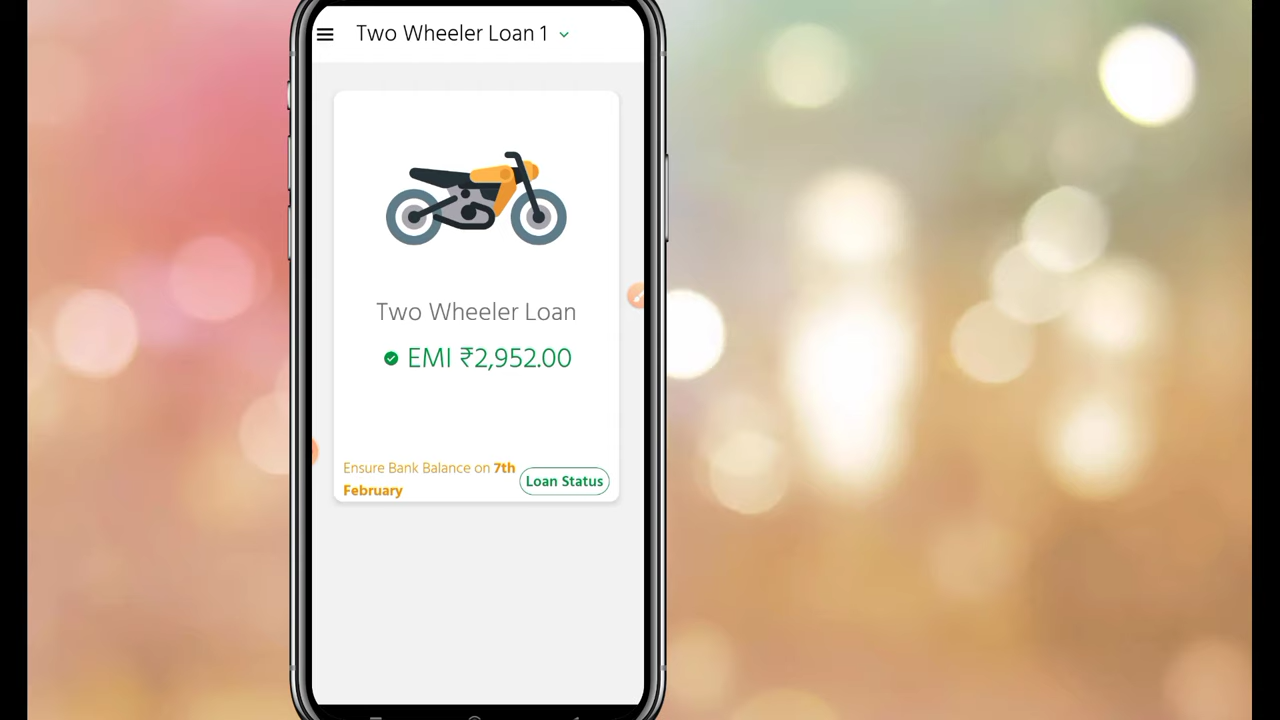 Two Wheeler Loan 1
Two Wheeler Loan
EMI ₹2,952.00
Ensure Bank Balance on 7th
February
Loan Status